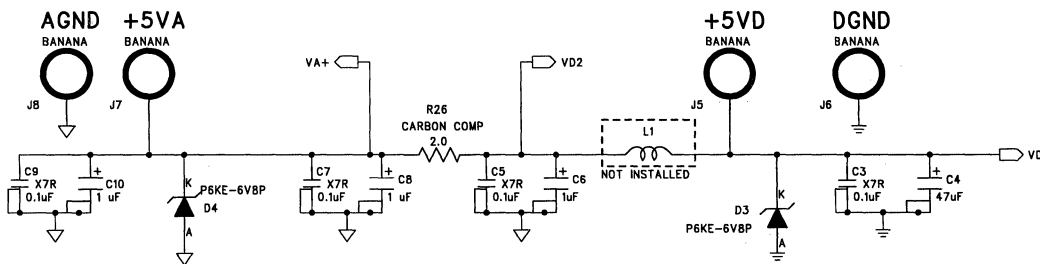 AGND +5VA +5VD DGND
BANANA BANANA BANANA BANANA
VA+ VD2
J8 J7 J5 J6
R26
CARBON COMP
2.0
L1
NOT INSTALLED
VD
C9 X7R 0.1uF
C10 1 uF
K P6KE-6V8P
D4
A
C7 X7R 0.1uF
+ C8 1 uF
C5 X7R 0.1uF
+ C6 1uF
K
D3
P6KE-6V8P
A
C3 X7R 0.1uF
+ C4 47uF